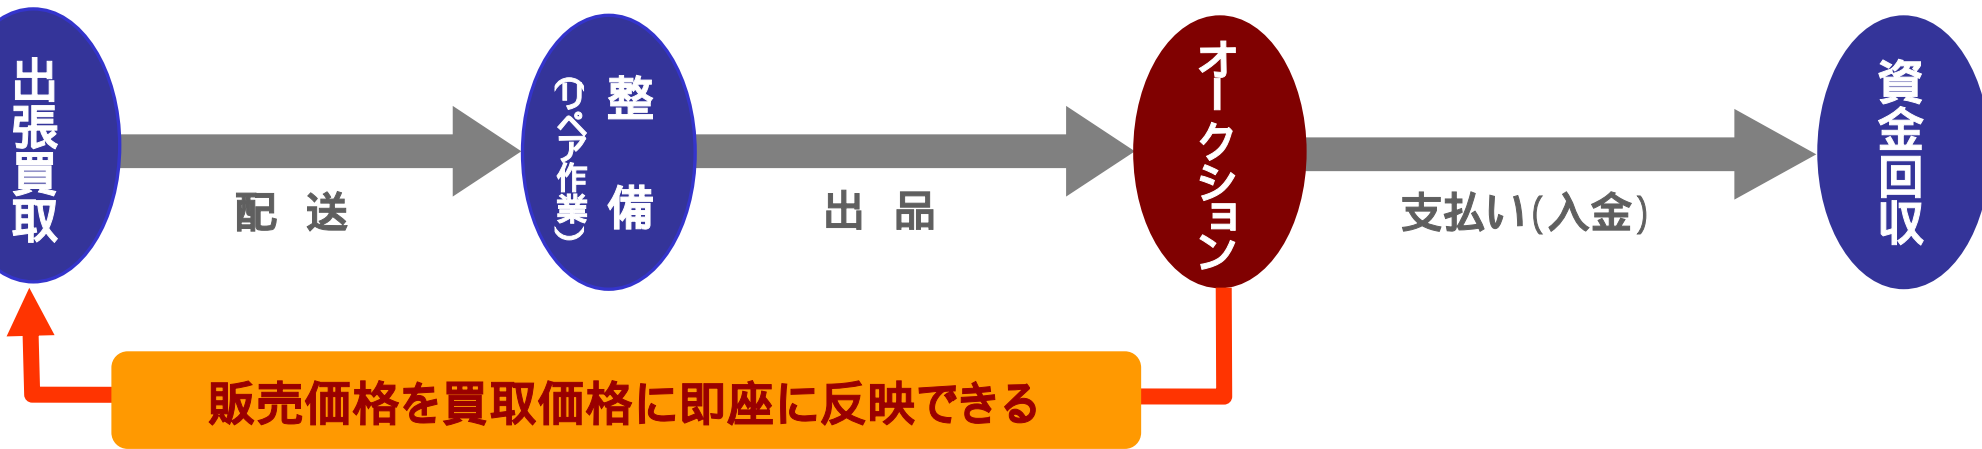 出張買取
配 送
整 備
(リペア作業)
出 品
オークション
支払い(入金)
資金回収
販売価格を買取価格に即座に反映できる